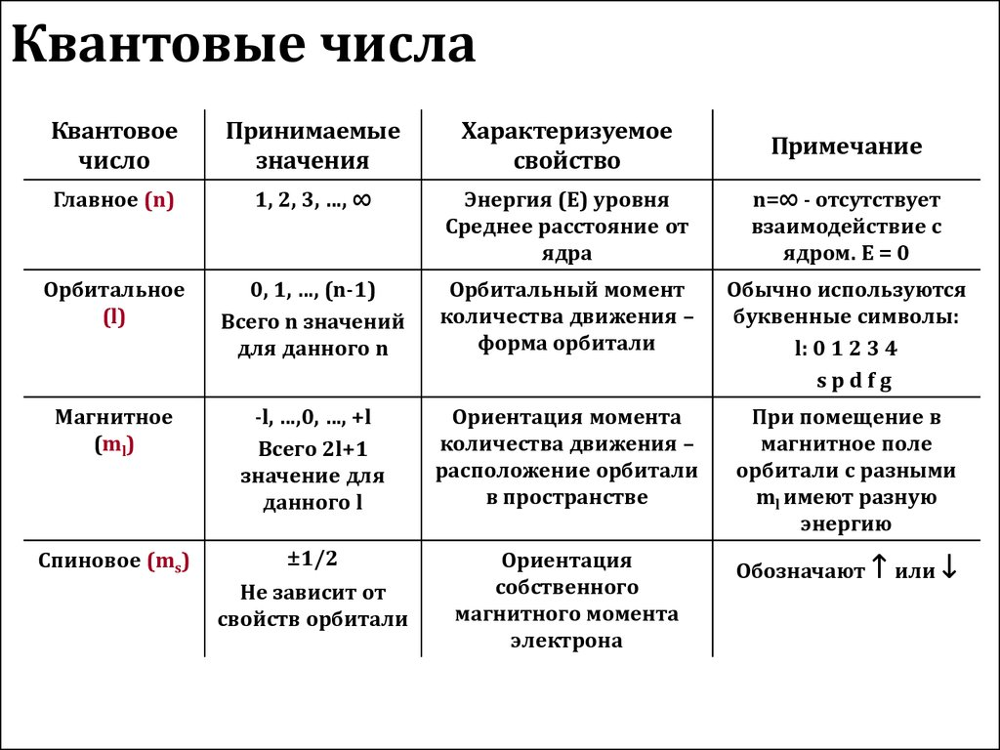 Квантовые числа
Квантовое
число
Принимаемые
значения
Характеризуемое
свойство
Примечание
Главное (n)
1, 2, 3, …, ∞
Энергия (E) уровня
Среднее расстояние от
ядра
n=∞ - отсутствует
взаимодействие с
ядром. E = 0
Орбитальное
(l)
0, 1, …, (n-1)
Всего n значений
для данного n
Орбитальный момент
количества движения –
форма орбитали
Обычно используются
буквенные символы:
l: 0 1 2 3 4
s p d f g
Магнитное
(ml)
-l, …,0, …, +l
Всего 2l+1
значение для
данного l
Ориентация момента
количества движения –
расположение орбитали
в пространстве
При помещение в
магнитное поле
орбитали с разными
ml имеют разную
энергию
Спиновое (ms)
±1/2
Не зависит от
свойств орбитали
Ориентация
собственного
магнитного момента
электрона
Обозначают ↑ или ↓